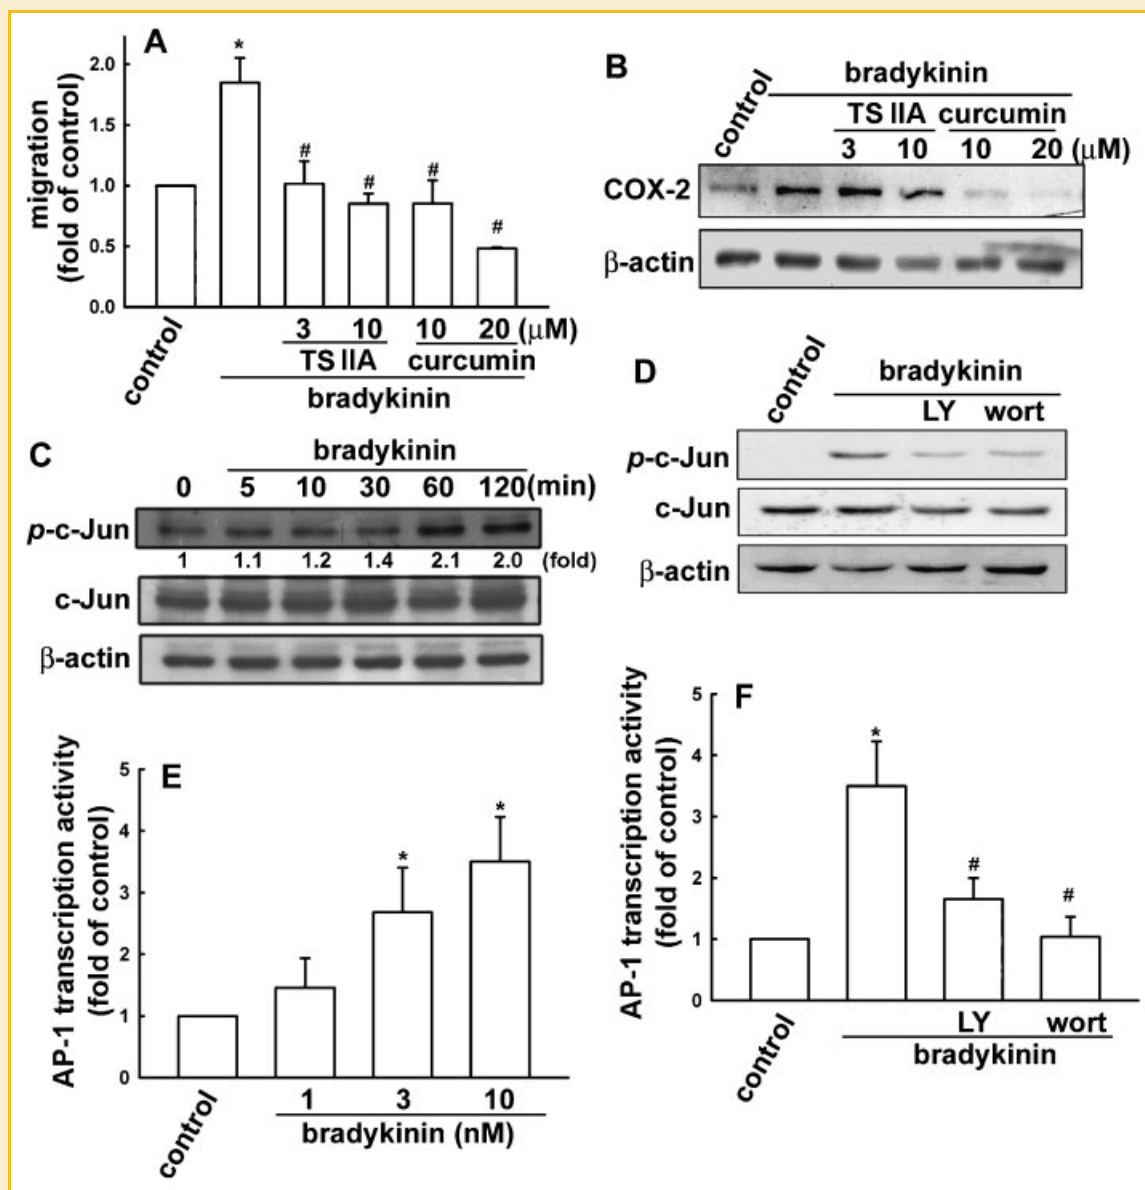 A
migration
(fold of control)
2.0
1.5
1.0
0.5
0.0
*
#
#
#
#
control
3 10 10 20 (μM)
TS IIA curcumin
bradykinin
B
control
bradykinin
TS IIA curcumin
3 10 10 20 (μM)
COX-2
β-actin
C
bradykinin
0 5 10 30 60 120 (min)
p-c-Jun
1 1.1 1.2 1.4 2.1 2.0 (fold)
c-Jun
β-actin
D
control
bradykinin
LY wort
p-c-Jun
c-Jun
β-actin
E
AP-1 transcription activity
(fold of control)
5
4
3
2
1
0
*
*
control
1 3 10
bradykinin (nM)
F
AP-1 transcription activity
(fold of control)
5
4
3
2
1
0
*
#
#
control
LY wort
bradykinin